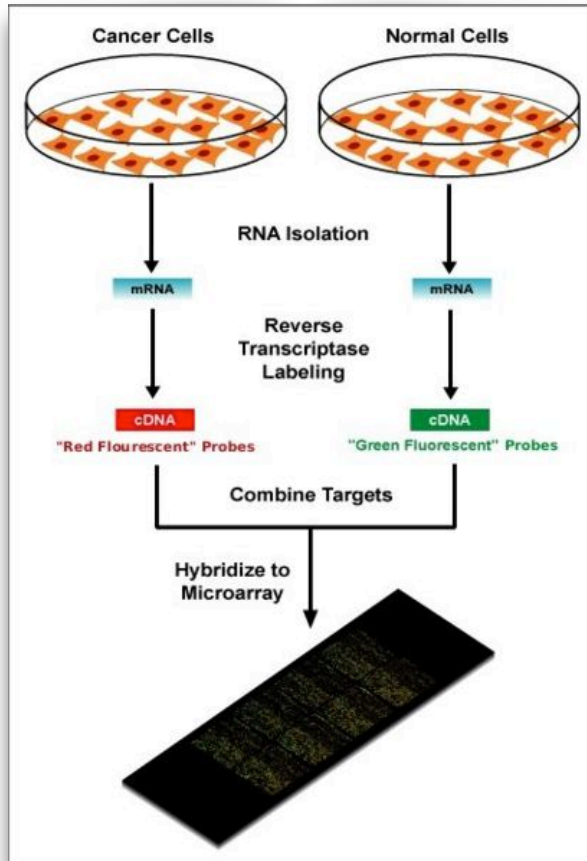 Cancer Cells
Normal Cells
RNA Isolation
mRNA
mRNA
Reverse
Transcriptase
Labeling
cDNA
cDNA
"Red Flourescent" Probes
"Green Fluorescent" Probes
Combine Targets
Hybridize to
Microarray